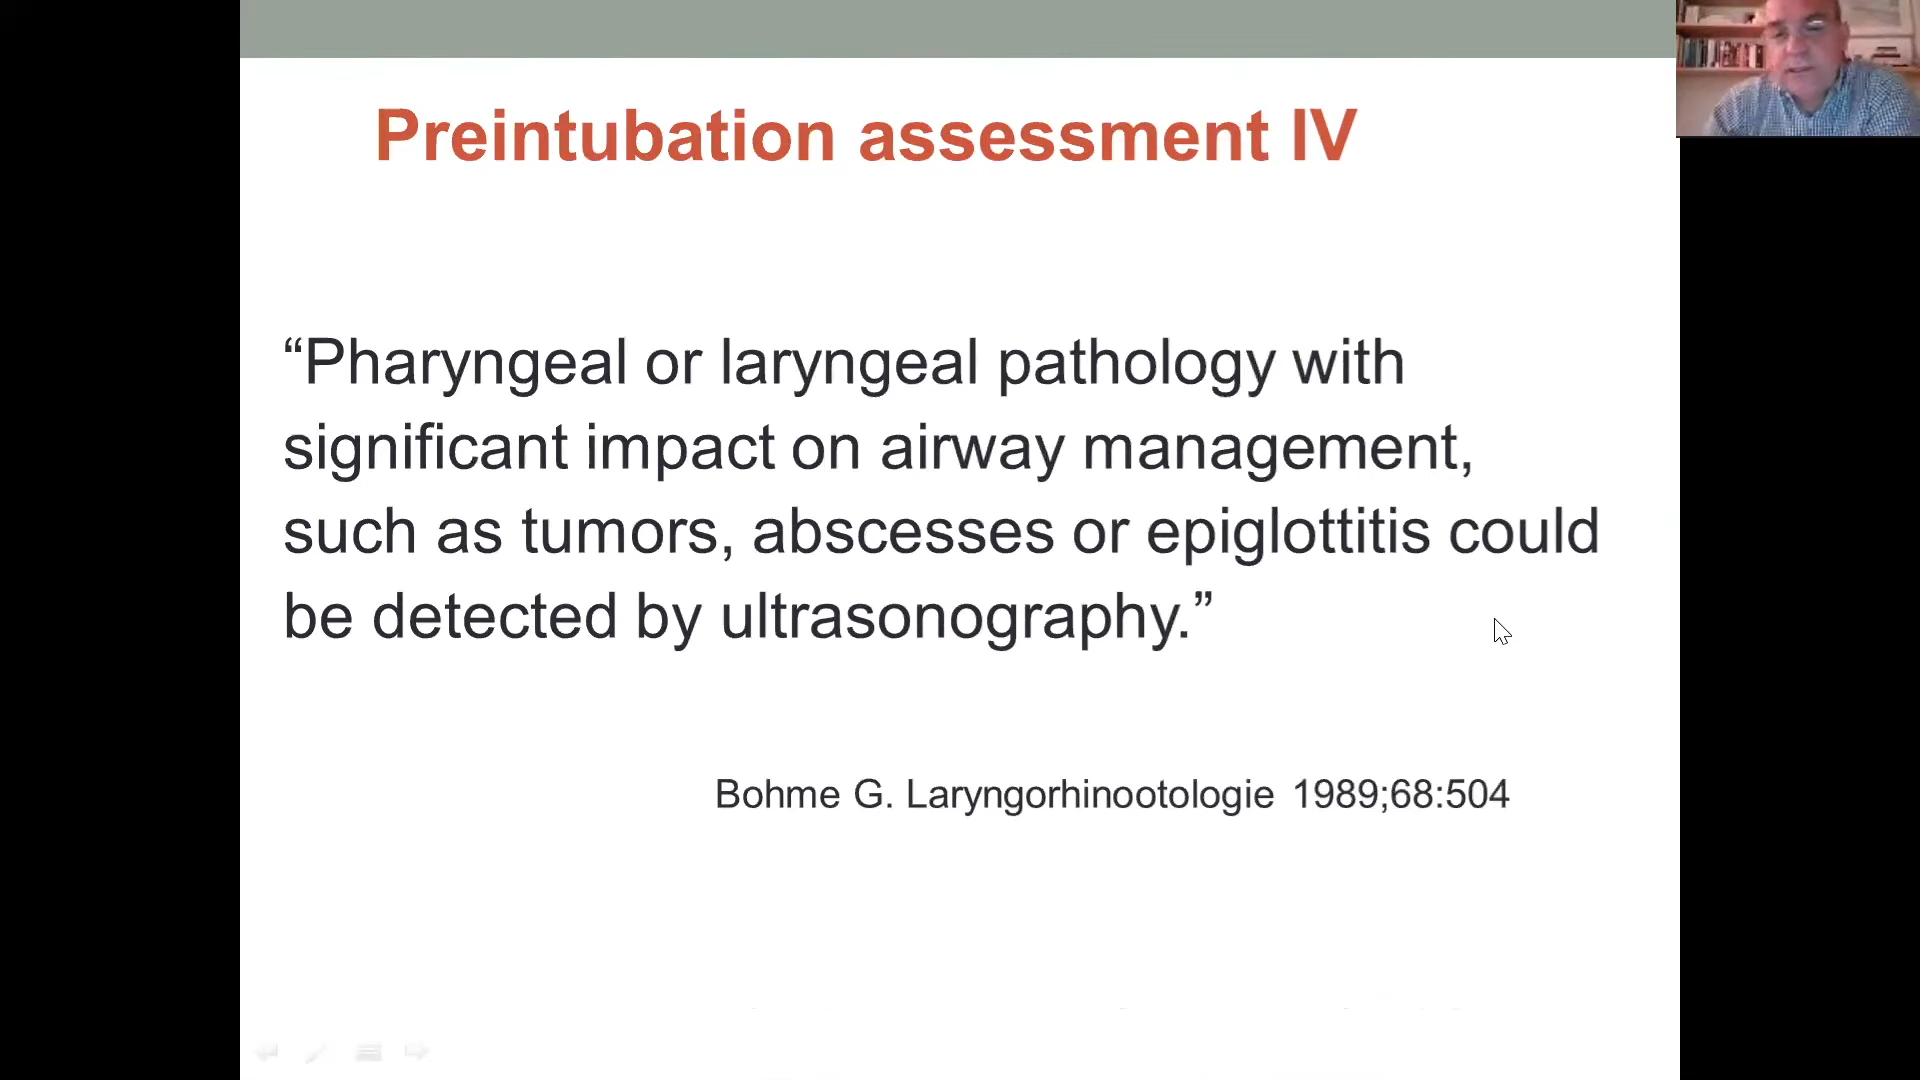 Preintubation assessment IV
“Pharyngeal or laryngeal pathology with
significant impact on airway management,
such as tumors, abscesses or epiglottitis could
be detected by ultrasonography.”
Bohme G. Laryngorhinootologie 1989;68:504